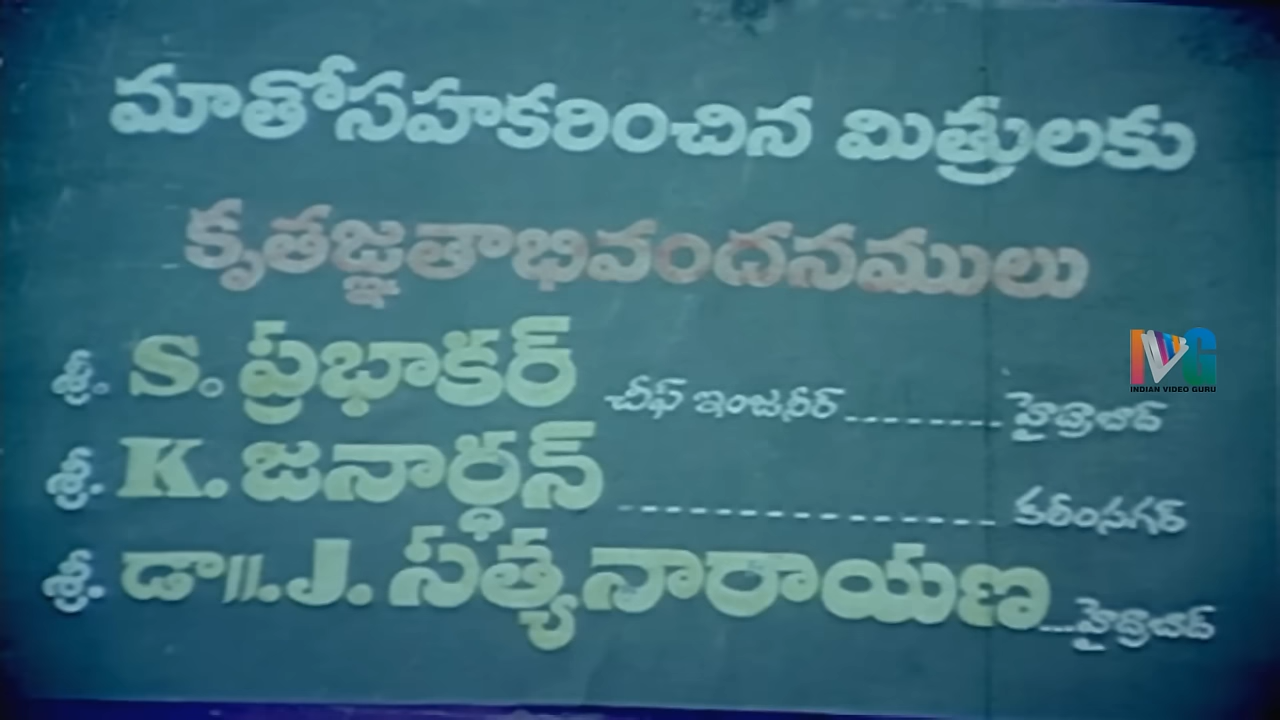 మాతోసహకరించిన మిత్రులకు
కృతజ్ఞతాభివందనములు
శ్రీ. S. ప్రభాకర్ చీఫ్ ఇంజనీర్........ హైద్రాబాద్
శ్రీ. K. జనార్ధన్ ............... కరీంనగర్
శ్రీ. డా||.J. సత్యనారాయణ....హైద్రాబాద్
INDIAN VIDEO GURU